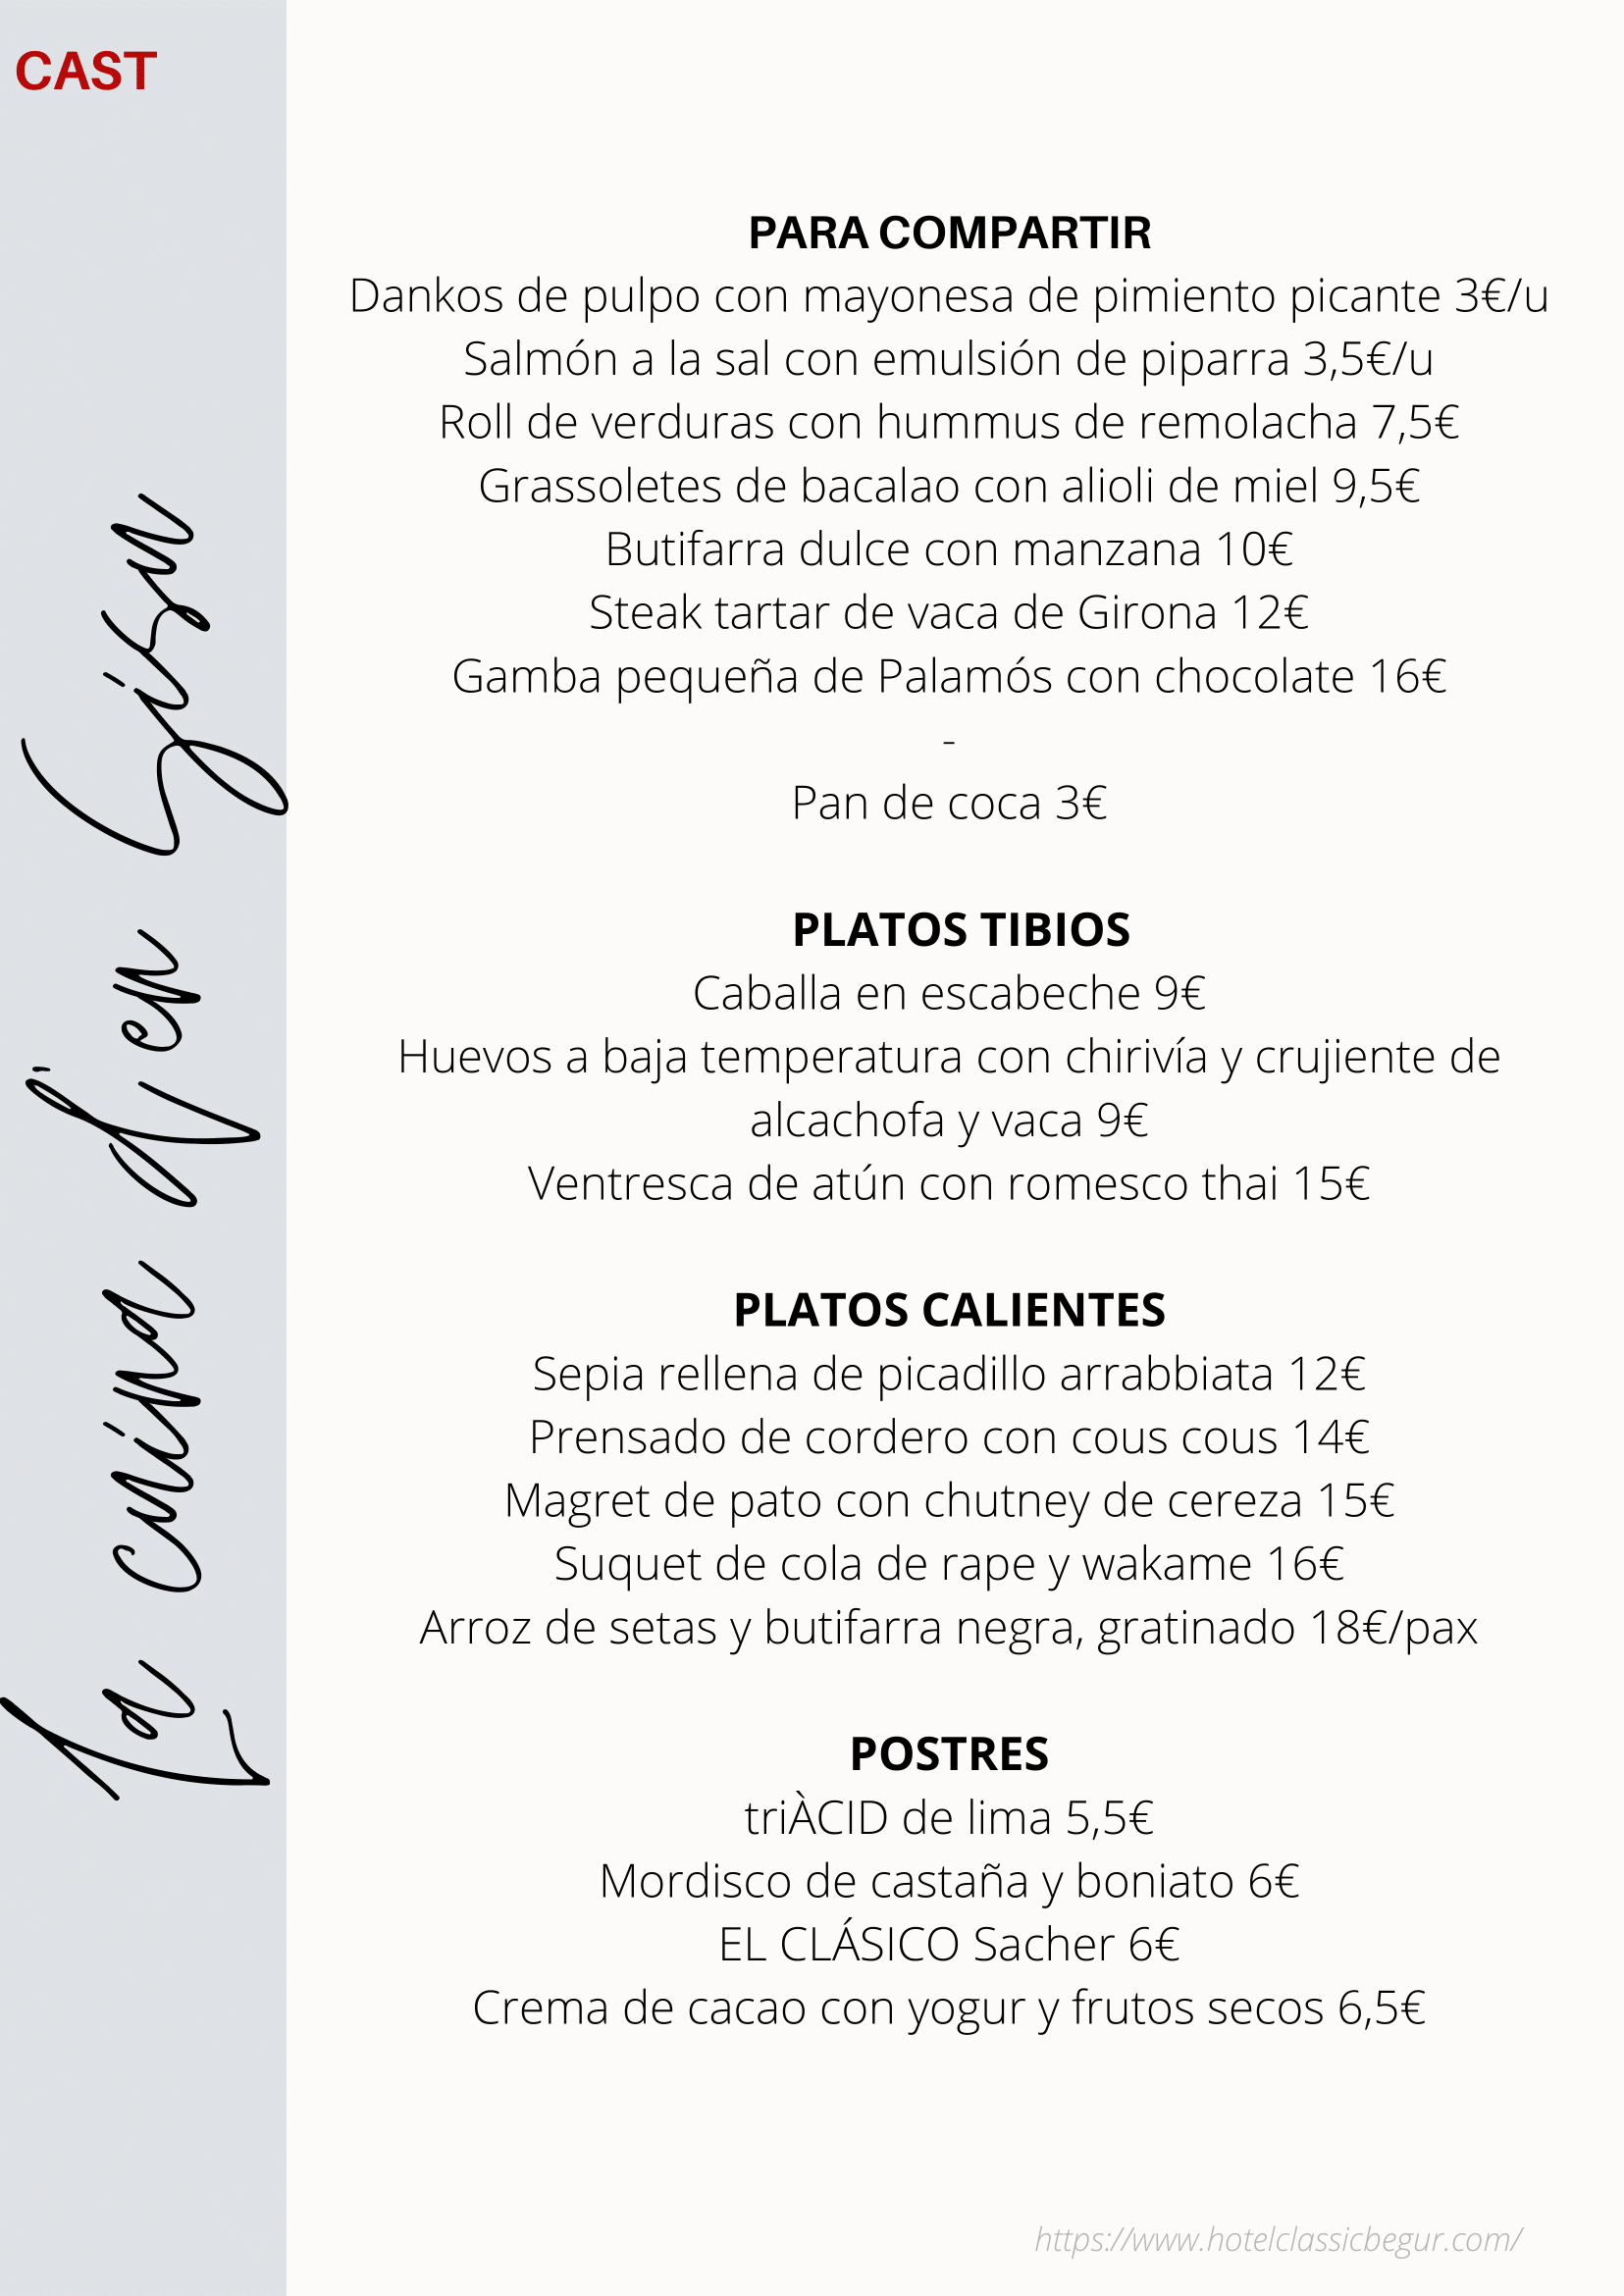 CAST
La cuina d'en Sisu
PARA COMPARTIR
Dankos de pulpo con mayonesa de pimiento picante 3€/u
Salmón a la sal con emulsión de piparra 3,5€/u
Roll de verduras con hummus de remolacha 7,5€
Grassoletes de bacalao con alioli de miel 9,5€
Butifarra dulce con manzana 10€
Steak tartar de vaca de Girona 12€
Gamba pequeña de Palamós con chocolate 16€
-
Pan de coca 3€
PLATOS TIBIOS
Caballa en escabeche 9€
Huevos a baja temperatura con chirivía y crujiente de
alcachofa y vaca 9€
Ventresca de atún con romesco thai 15€
PLATOS CALIENTES
Sepia rellena de picadillo arrabbiata 12€
Prensado de cordero con cous cous 14€
Magret de pato con chutney de cereza 15€
Suquet de cola de rape y wakame 16€
Arroz de setas y butifarra negra, gratinado 18€/pax
POSTRES
triÀCID de lima 5,5€
Mordisco de castaña y boniato 6€
EL CLÁSICO Sacher 6€
Crema de cacao con yogur y frutos secos 6,5€
https://www.hotelclassicbegur.com/